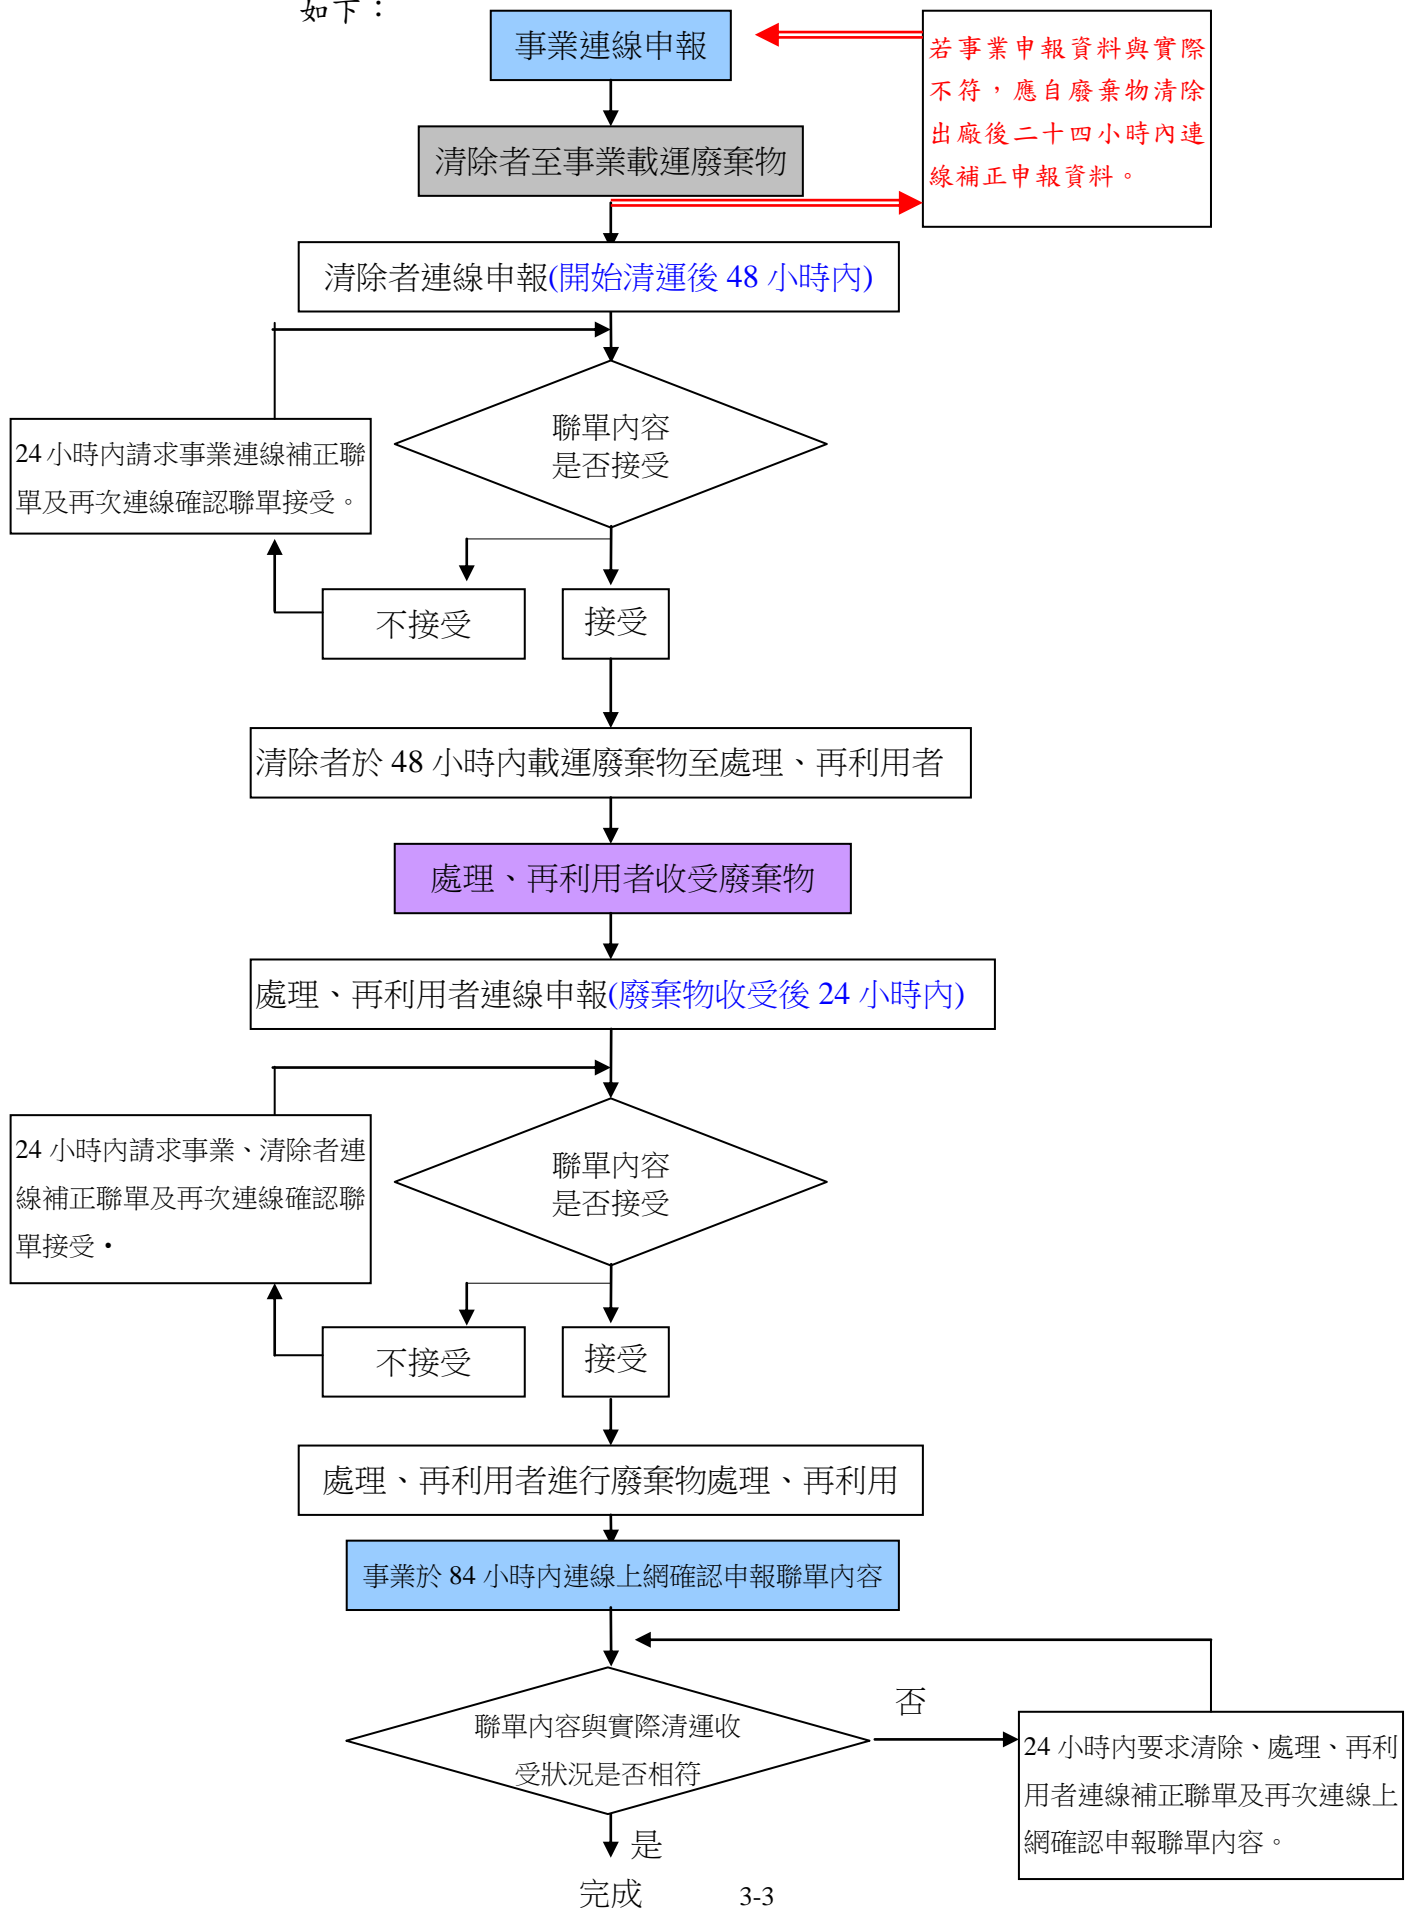 如下：
事業連線申報
若事業申報資料與實際
不符，應自廢棄物清除
出廠後二十四小時內連
線補正申報資料。
清除者至事業載運廢棄物
清除者連線申報(開始清運後 48 小時內)
聯單內容
是否接受
24 小時內請求事業連線補正聯
單及再次連線確認聯單接受。
不接受
接受
清除者於 48 小時內載運廢棄物至處理、再利用者
處理、再利用者收受廢棄物
處理、再利用者連線申報(廢棄物收受後 24 小時內)
聯單內容
是否接受
24 小時內請求事業、清除者連
線補正聯單及再次連線確認聯
單接受‧
不接受
接受
處理、再利用者進行廢棄物處理、再利用
事業於 84 小時內連線上網確認申報聯單內容
聯單內容與實際清運收
受狀況是否相符
否
24 小時內要求清除、處理、再利
用者連線補正聯單及再次連線上
網確認申報聯單內容。
是
完成
3-3